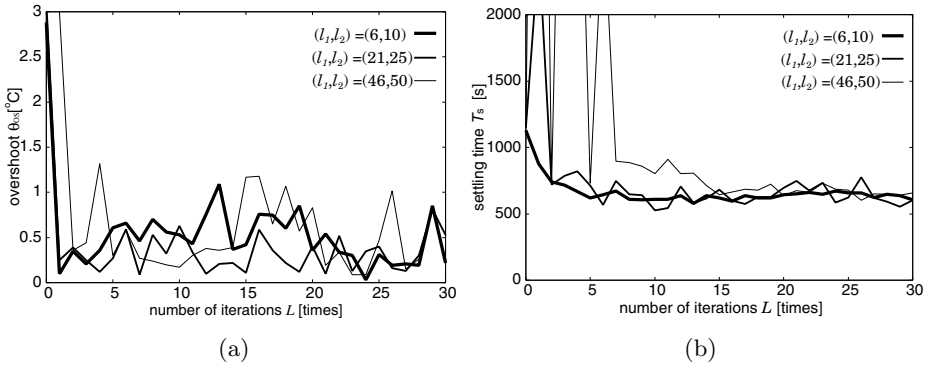 3
2.5
2
1.5
1
0.5
0
0 5 10 15 20 25 30
overshoot θos[°C]
number of iterations L [times]
(l1,l2) =(6,10)
(l1,l2) =(21,25)
(l1,l2) =(46,50)
(a)
2000
1500
1000
500
0
0 5 10 15 20 25 30
settling time Ts [s]
number of iterations L [times]
(l1,l2) =(6,10)
(l1,l2) =(21,25)
(l1,l2) =(46,50)
(b)